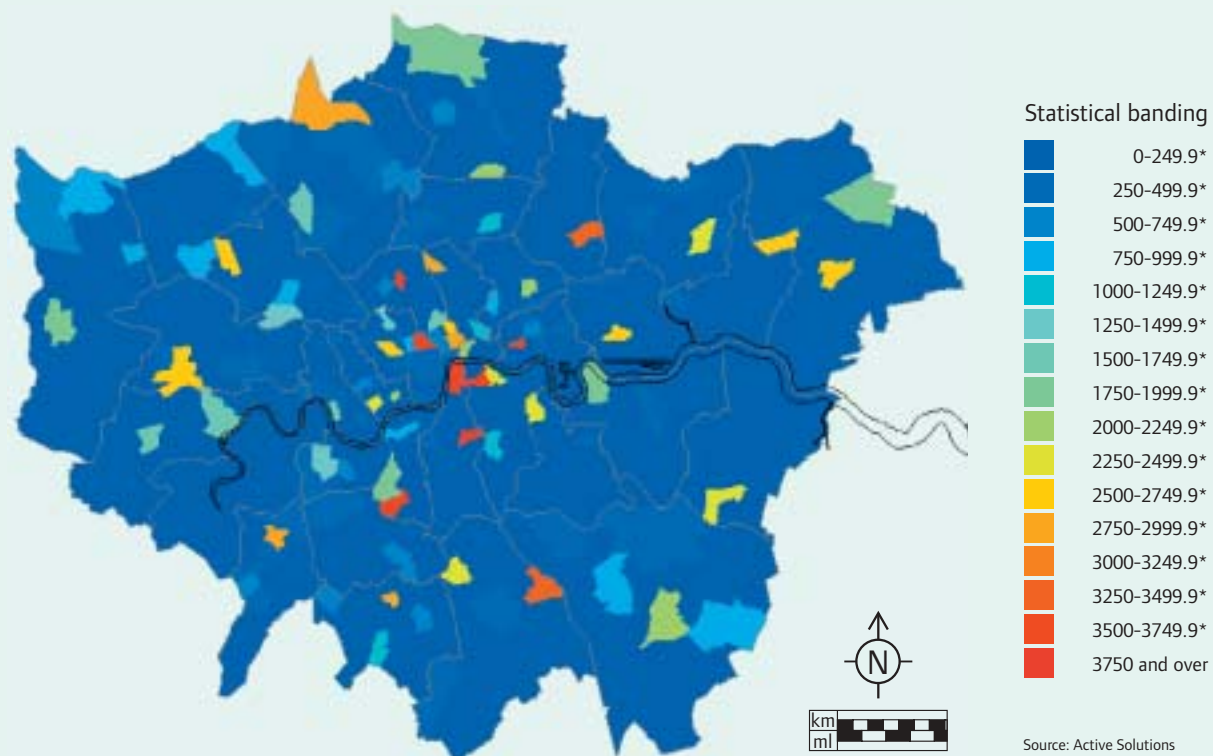 Statistical banding
0-249.9*
250-499.9*
500-749.9*
750-999.9*
1000-1249.9*
1250-1499.9*
1500-1749.9*
1750-1999.9*
2000-2249.9*
2250-2499.9*
2500-2749.9*
2750-2999.9*
3000-3249.9*
3250-3499.9*
3500-3749.9*
3750 and over
N
km
ml
Source: Active Solutions